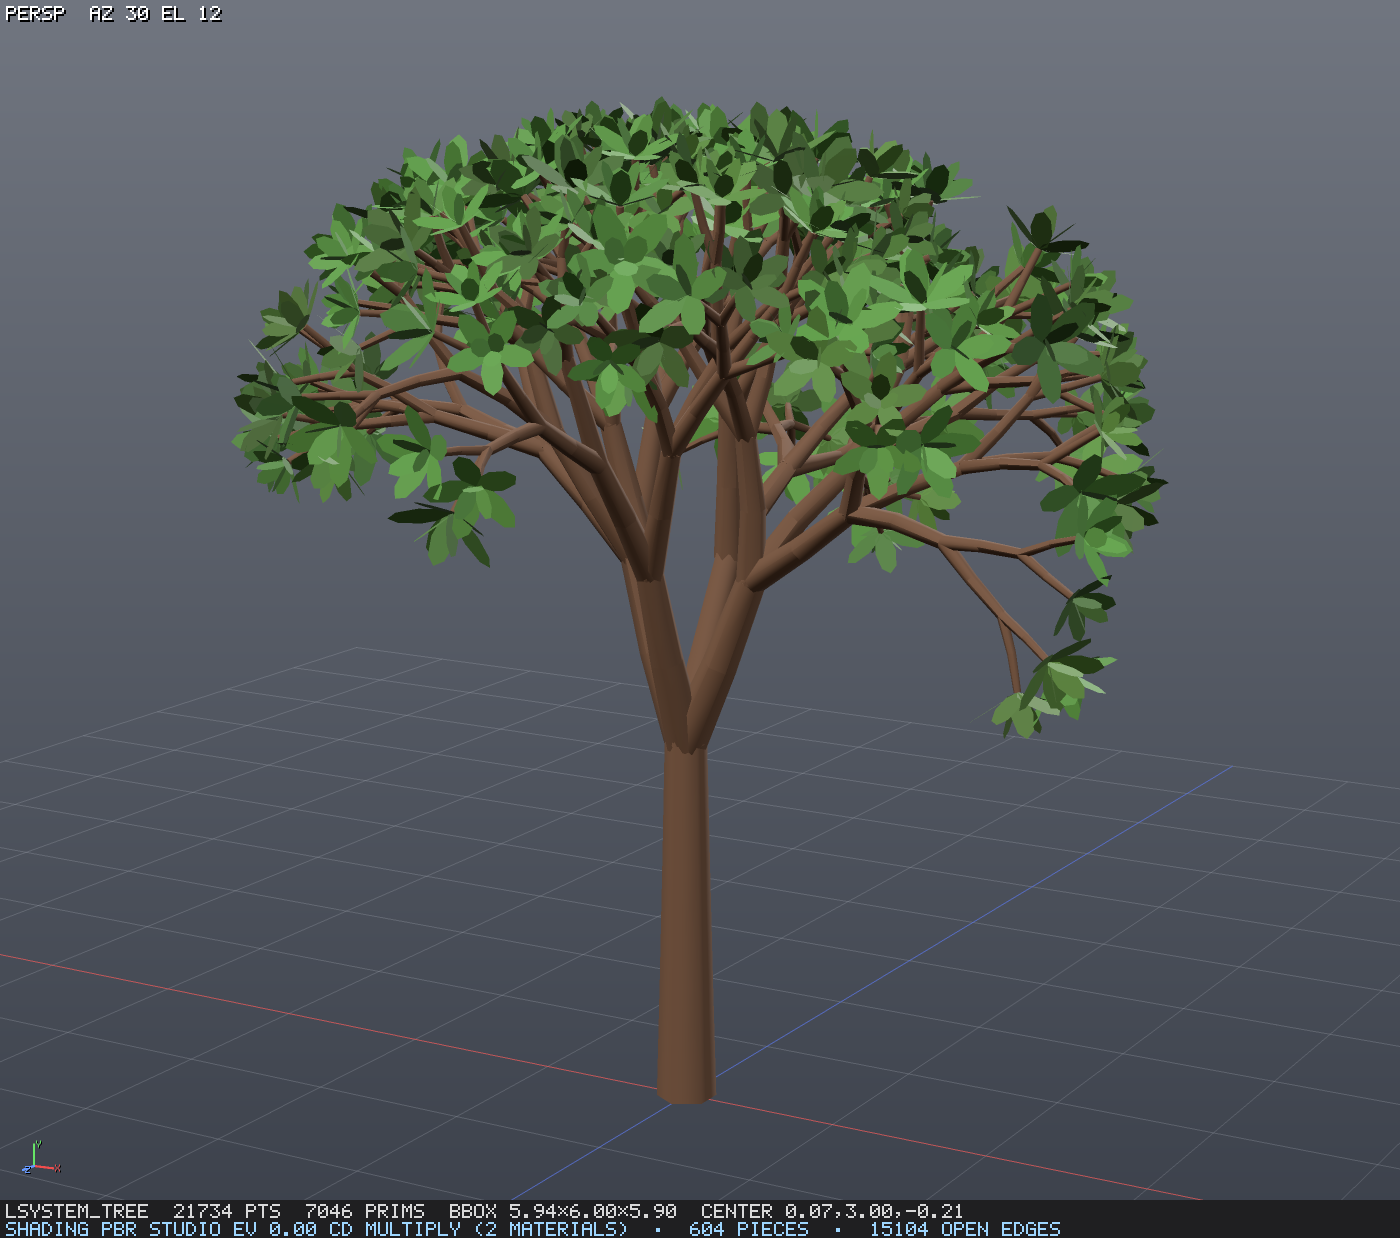 PERSP AZ 30 EL 12
Y
Z X
LSYSTEM_TREE 21734 PTS 7046 PRIMS BBOX 5.94×6.00×5.90 CENTER 0.07,3.00,-0.21
SHADING PBR STUDIO EV 0.00 CD MULTIPLY (2 MATERIALS) · 604 PIECES · 15104 OPEN EDGES